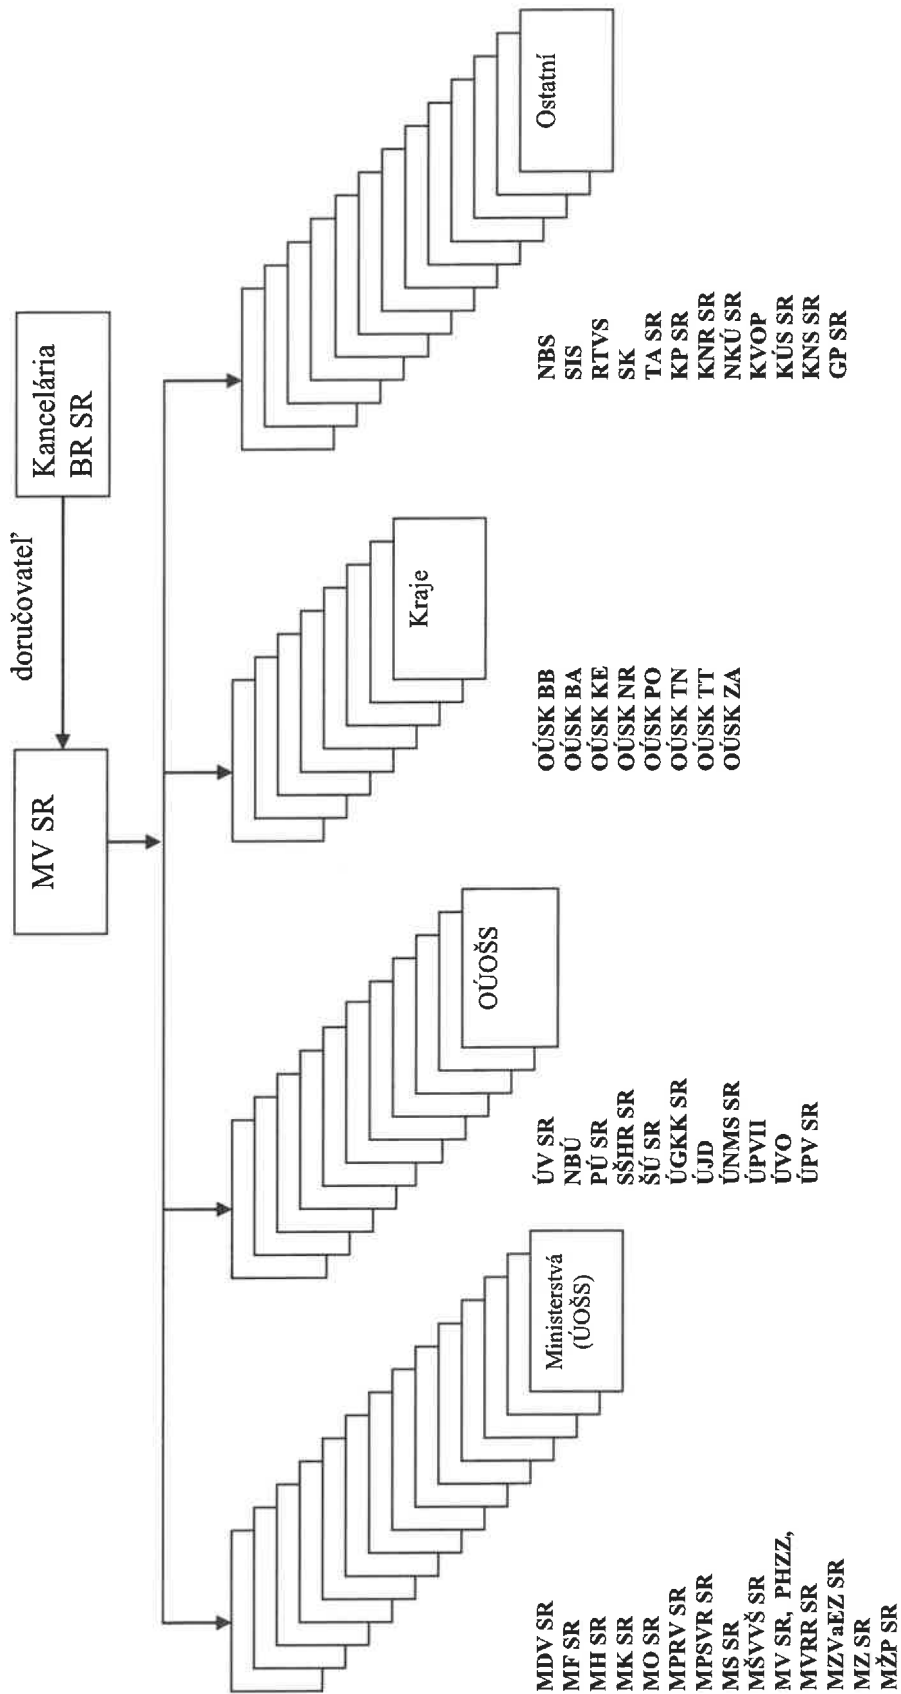 Kancelária
BR SR
doručovateľ
MV SR
Ministerstvá
(ÚOŠS)
OÚOŠS
Kraje
Ostatní
MDV SR
MF SR
MH SR
MK SR
MO SR
MPRV SR
MPSVR SR
MS SR
MŠVVŠ SR
MV SR, PHZZ,
MVRR SR
MZVaEZ SR
MZ SR
MŽP SR
ÚV SR
NBÚ
PÚ SR
SŠHR SR
ŠÚ SR
ÚGKK SR
ÚJD
ÚNMS SR
ÚPVII
ÚVO
ÚPV SR
OÚSK BB
OÚSK BA
OÚSK KE
OÚSK NR
OÚSK PO
OÚSK TN
OÚSK TT
OÚSK ZA
NBS
SIS
RTVS
SK
TA SR
KP SR
KNR SR
NKÚ SR
KVOP
KÚS SR
KNS SR
GP SR